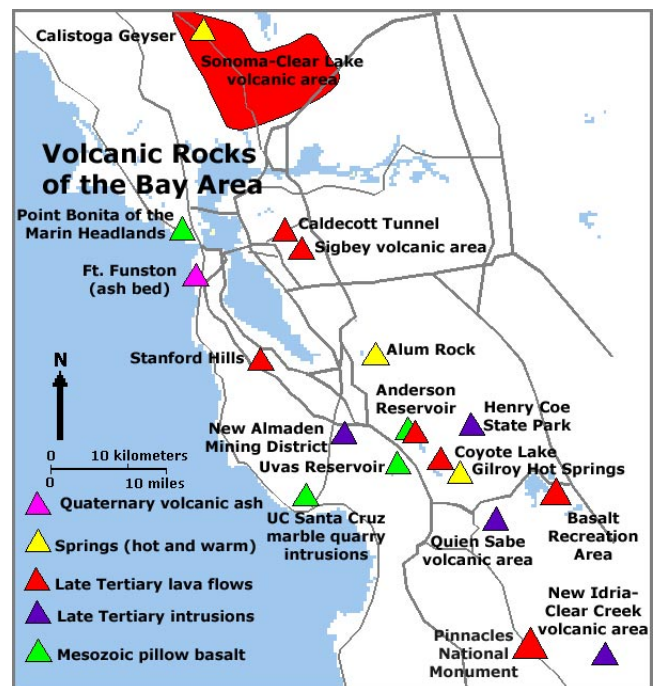 Calistoga Geyser
Sonoma-Clear Lake
volcanic area
Volcanic Rocks
of the Bay Area
Point Bonita of the
Marin Headlands
Caldecott Tunnel
Sigbey volcanic area
Ft. Funston
(ash bed)
Stanford Hills
Alum Rock
N
Anderson
Reservoir
Henry Coe
State Park
New Almaden
Mining District
Coyote Lake
Uvas Reservoir
Gilroy Hot Springs
0 10 kilometers
0 10 miles
UC Santa Cruz
marble quarry
intrusions
Quien Sabe
volcanic area
Basalt
Recreation
Area
New Idria-
Clear Creek
volcanic area
Pinnacles
National
Monument
Quaternary volcanic ash
Springs (hot and warm)
Late Tertiary lava flows
Late Tertiary intrusions
Mesozoic pillow basalt